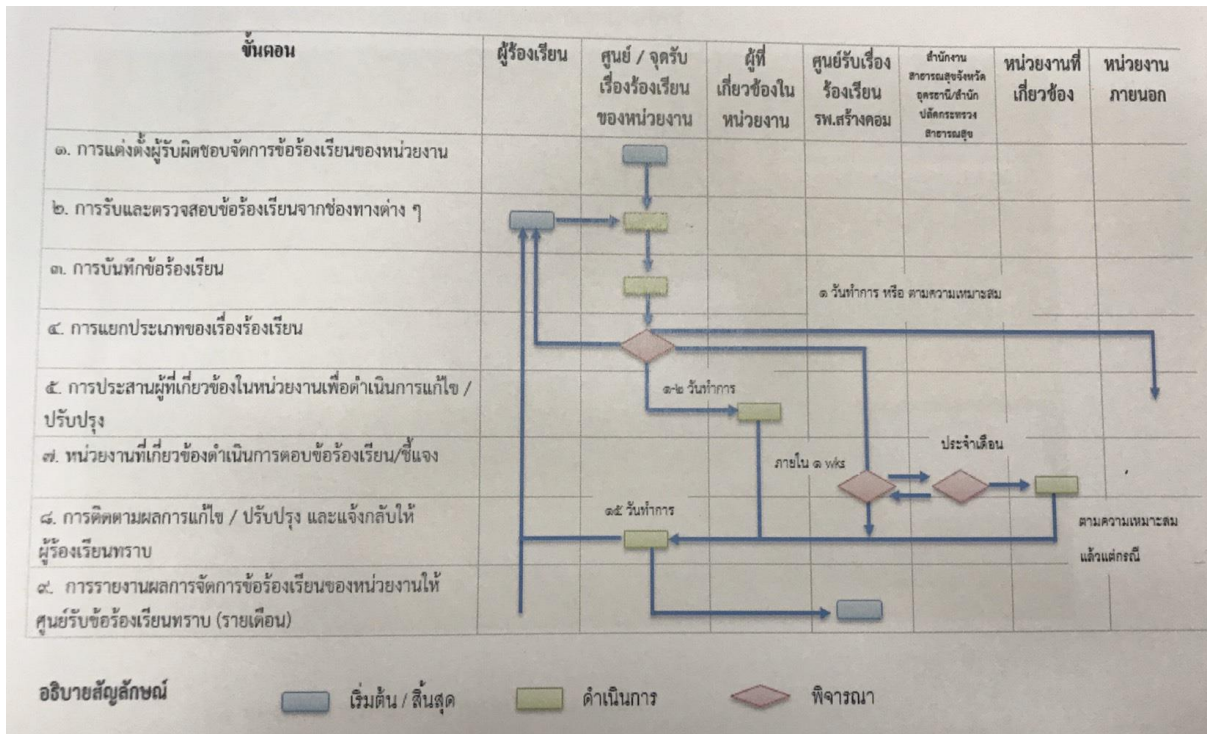 ขั้นตอน
ผู้ร้องเรียน
ศูนย์ / จุดรับ
เรื่องร้องเรียน
ของหน่วยงาน
ผู้ที่
เกี่ยวข้องใน
หน่วยงาน
ศูนย์รับเรื่อง
ร้องเรียน
รพ.สร้างคอม
สำนักงาน
สาธารณสุขจังหวัด
อุดรธานี/สำนัก
ปลัดกระทรวง
สาธารณสุข
หน่วยงานที่
เกี่ยวข้อง
หน่วยงาน
ภายนอก
๑. การแต่งตั้งผู้รับผิดชอบจัดการข้อร้องเรียนของหน่วยงาน
๒. การรับและตรวจสอบข้อร้องเรียนจากช่องทางต่าง ๆ
๓. การบันทึกข้อร้องเรียน
๑ วันทำการ หรือ ตามความเหมาะสม
๔. การแยกประเภทของเรื่องร้องเรียน
๕. การประสานผู้ที่เกี่ยวข้องในหน่วยงานเพื่อดำเนินการแก้ไข /
ปรับปรุง
๑-๒ วันทำการ
๗. หน่วยงานที่เกี่ยวข้องดำเนินการตอบข้อร้องเรียน/ชี้แจง
ภายใน ๑ wks
ประจำเดือน
๘. การติดตามผลการแก้ไข / ปรับปรุง และแจ้งกลับให้
ผู้ร้องเรียนทราบ
๑๕ วันทำการ
ตามความเหมาะสม
แล้วแต่กรณี
๙. การรายงานผลการจัดการข้อร้องเรียนของหน่วยงานให้
ศูนย์รับข้อร้องเรียนทราบ (รายเดือน)
อธิบายสัญลักษณ์
เริ่มต้น / สิ้นสุด
ดำเนินการ
พิจารณา